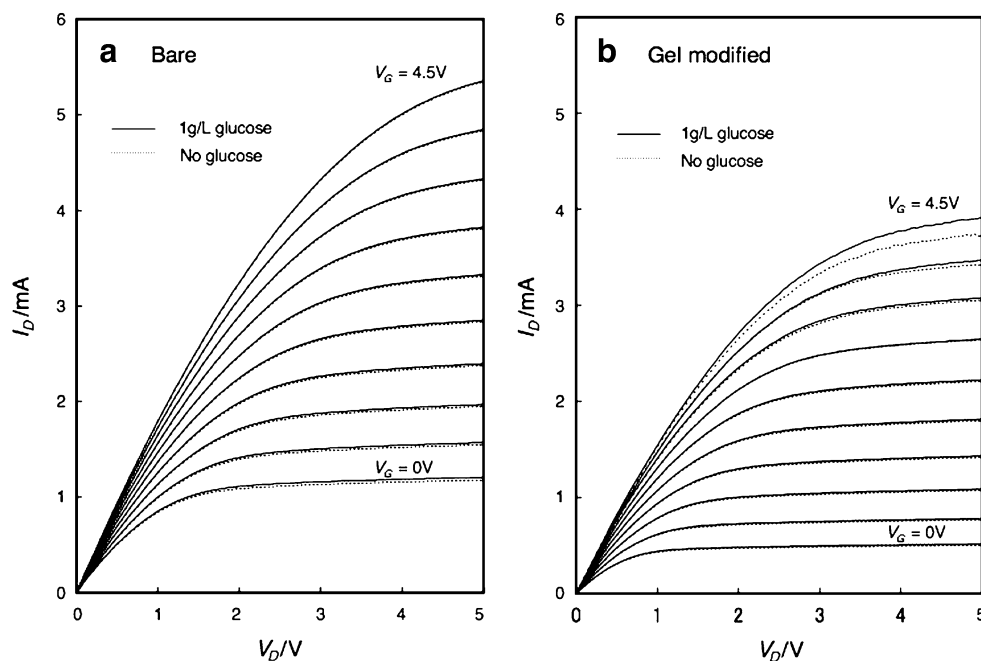 a Bare
V_G = 4.5V
1g/L glucose
No glucose
V_G = 0V
I_D/mA
6
5
4
3
2
1
0
0 1 2 3 4 5
V_D/V
b Gel modified
1g/L glucose
No glucose
V_G = 4.5V
V_G = 0V
I_D/mA
6
5
4
3
2
1
0
0 1 2 3 4 5
V_D/V